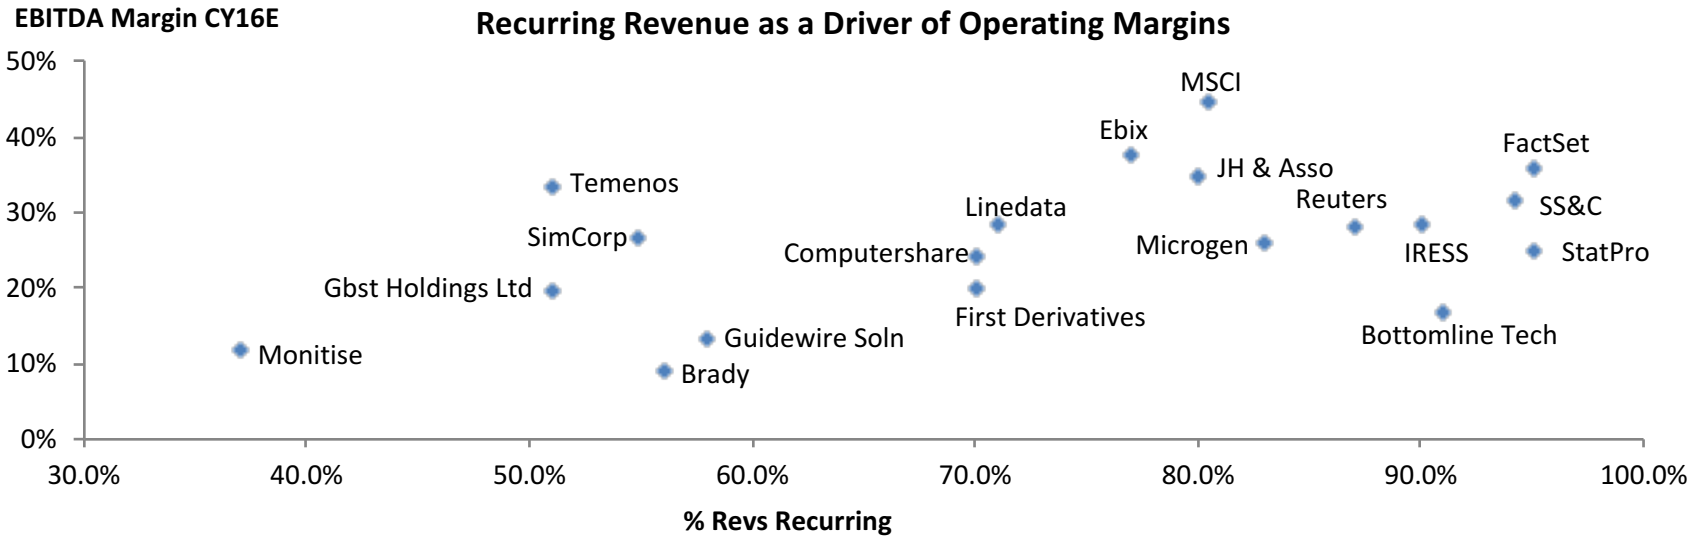 EBITDA Margin CY16E
Recurring Revenue as a Driver of Operating Margins
50%
MSCI
Ebix
40%
FactSet
JH & Asso
Temenos
Reuters
30%
Linedata
SS&C
SimCorp
Computershare
Microgen
IRESS
StatPro
20%
Gbst Holdings Ltd
First Derivatives
Guidewire Soln
Bottomline Tech
10%
Monitise
Brady
0%
30.0% 40.0% 50.0% 60.0% 70.0% 80.0% 90.0% 100.0%
% Revs Recurring